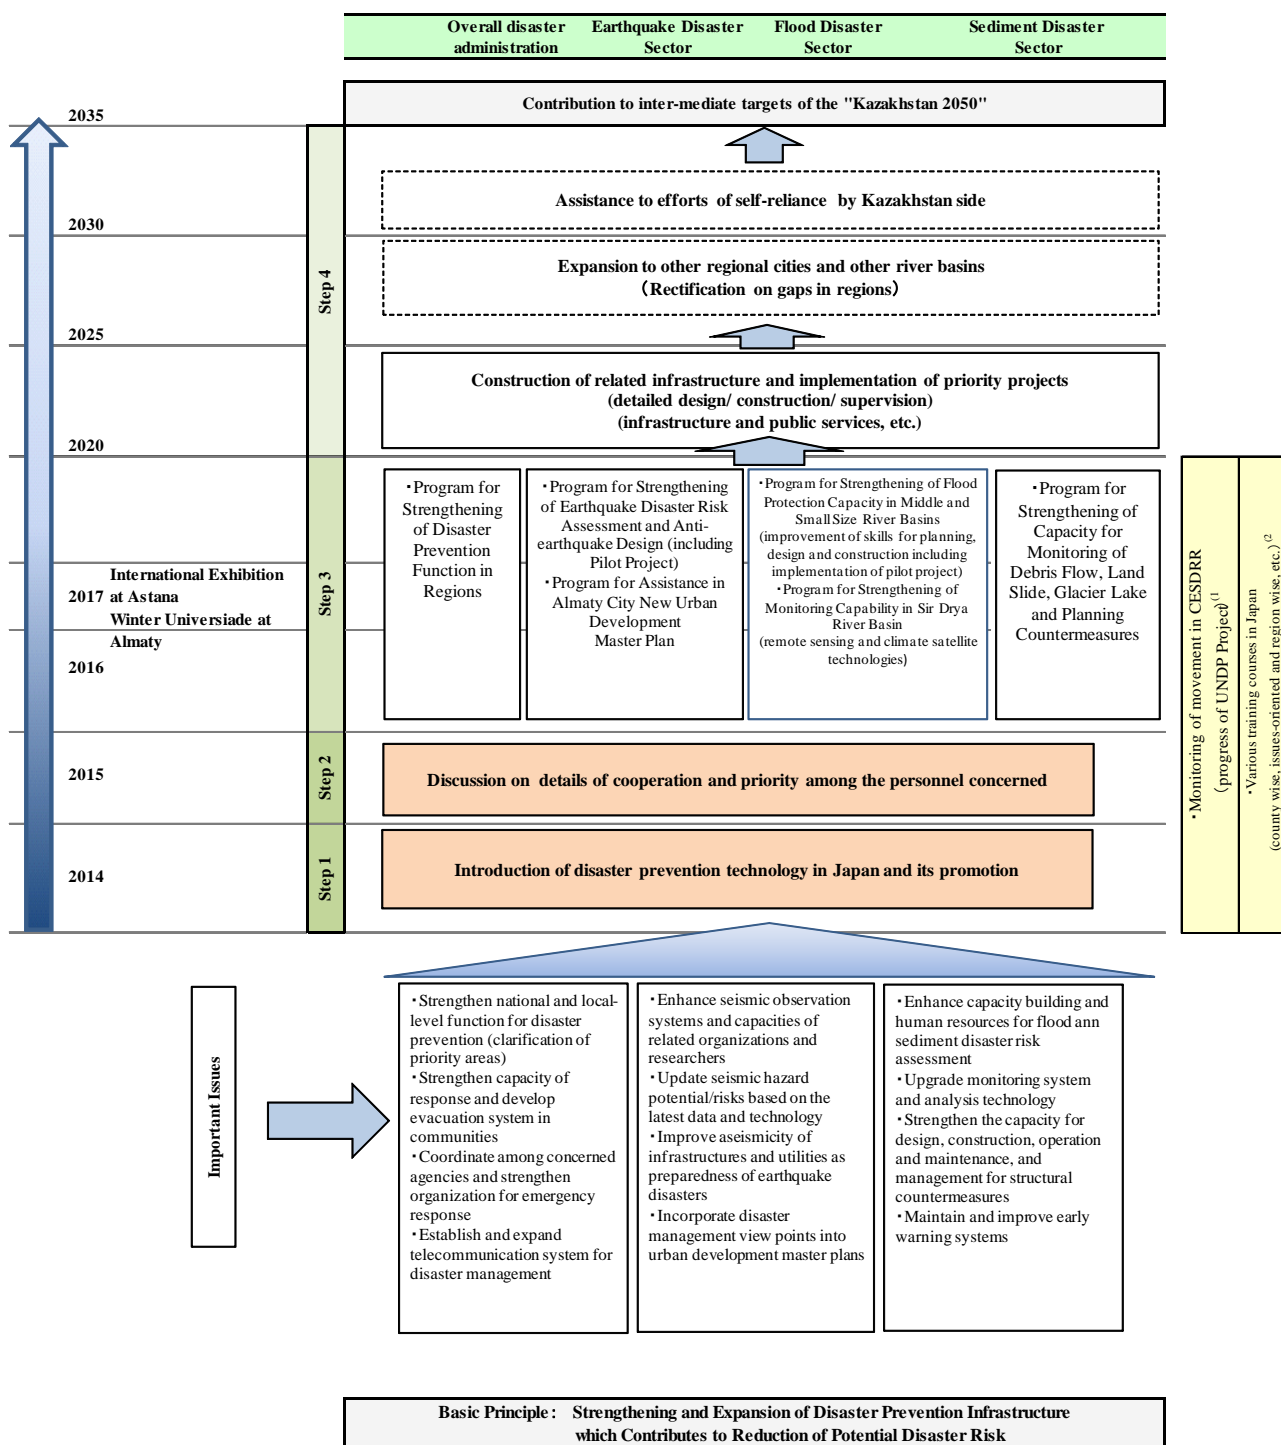 Overall disaster
administration
Earthquake Disaster
Sector
Flood Disaster
Sector
Sediment Disaster
Sector
Contribution to inter-mediate targets of the "Kazakhstan 2050"
2035
Assistance to efforts of self-reliance by Kazakhstan side
2030
Expansion to other regional cities and other river basins
(Rectification on gaps in regions)
Step 4
2025
Construction of related infrastructure and implementation of priority projects
(detailed design/ construction/ supervision)
(infrastructure and public services, etc.)
2020
・Program for
Strengthening
of Disaster
Prevention
Function in
Regions
・Program for Strengthening
of Earthquake Disaster Risk
Assessment and Anti-
earthquake Design (including
Pilot Project)
・Program for Assistance in
Almaty City New Urban
Development
Master Plan
・Program for Strengthening of Flood
Protection Capacity in Middle and
Small Size River Basins
(improvement of skills for planning,
design and construction including
implementation of pilot project)
・Program for Strengthening of
Monitoring Capability in Sir Drya
River Basin
(remote sensing and climate satellite
technologies)
・Program for
Strengthening of
Capacity for
Monitoring of
Debris Flow, Land
Slide, Glacier Lake
and Planning
Countermeasures
Step 3
International Exhibition
2017 at Astana
Winter Universiade at
Almaty
2016
・Monitoring of movement in CESDRR
(progress of UNDP Project)(1
・Various training courses in Japan
(county wise, issues-oriented and region wise, etc.)(2
Step 2
2015
Discussion on details of cooperation and priority among the personnel concerned
Step 1
2014
Introduction of disaster prevention technology in Japan and its promotion
Important Issues
・Strengthen national and local-
level function for disaster
prevention (clarification of
priority areas)
・Strengthen capacity of
response and develop
evacuation system in
communities
・Coordinate among concerned
agencies and strengthen
organization for emergency
response
・Establish and expand
telecommunication system for
disaster management
・Enhance seismic observation
systems and capacities of
related organizations and
researchers
・Update seismic hazard
potential/risks based on the
latest data and technology
・Improve aseismicity of
infrastructures and utilities as
preparedness of earthquake
disasters
・Incorporate disaster
management view points into
urban development master plans
・Enhance capacity building and
human resources for flood ann
sediment disaster risk
assessment
・Upgrade monitoring system
and analysis technology
・Strengthen the capacity for
design, construction, operation
and maintenance, and
management for structural
countermeasures
・Maintain and improve early
warning systems
Basic Principle： Strengthening and Expansion of Disaster Prevention Infrastructure
which Contributes to Reduction of Potential Disaster Risk